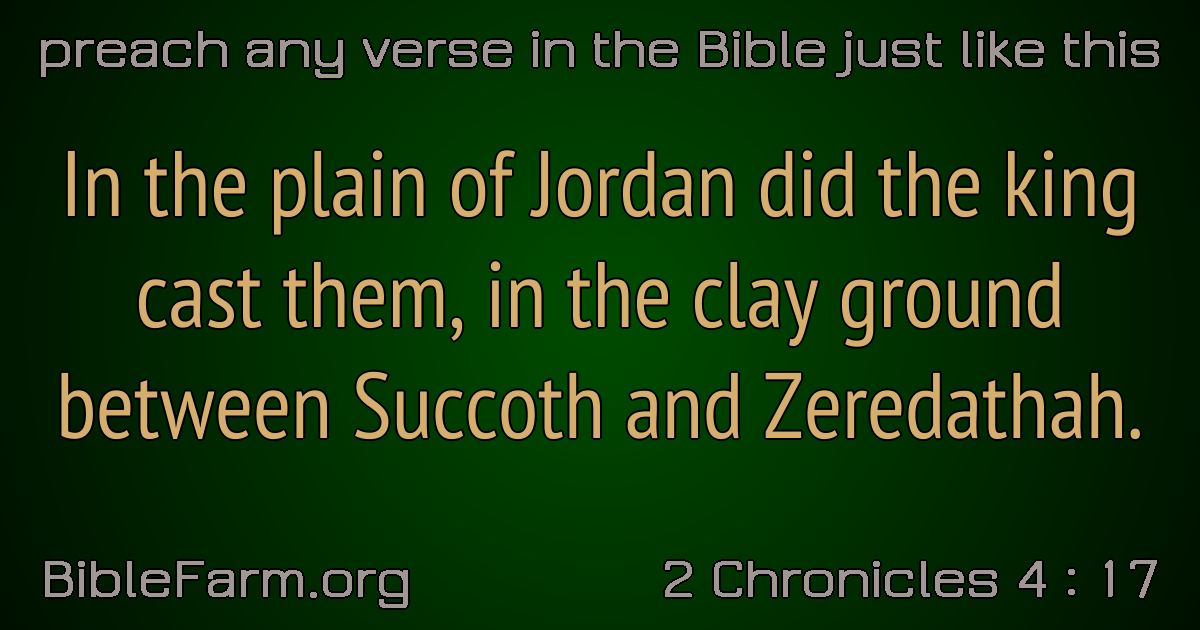 preach any verse in the Bible just like this
In the plain of Jordan did the king
cast them, in the clay ground
between Succoth and Zeredathah.
BibleFarm.org
2 Chronicles 4 : 17